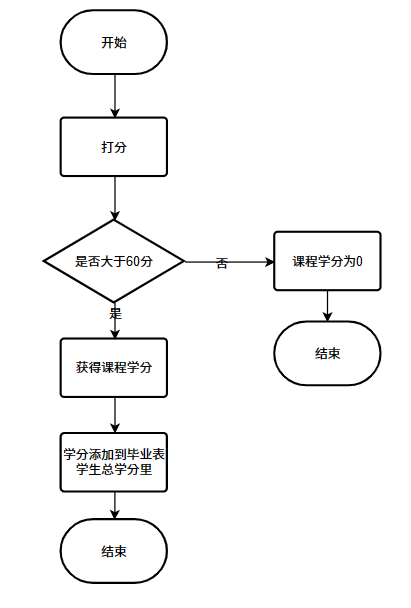 开始
打分
是否大于60分
否
课程学分为0
是
结束
获得课程学分
学分添加到毕业表
学生总学分里
结束